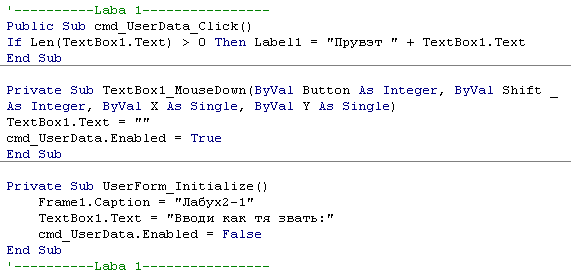 '----------Laba 1----------------
Public Sub cmd_UserData_Click()
If Len(TextBox1.Text) > 0 Then Label1 = "Прувэт " + TextBox1.Text
End Sub
Private Sub TextBox1_MouseDown(ByVal Button As Integer, ByVal Shift _
As Integer, ByVal X As Single, ByVal Y As Single)
TextBox1.Text = ""
cmd_UserData.Enabled = True
End Sub
Private Sub UserForm_Initialize()
    Frame1.Caption = "Лабух2-1"
    TextBox1.Text = "Вводи как тя звать:"
    cmd_UserData.Enabled = False
End Sub
'----------Laba 1----------------